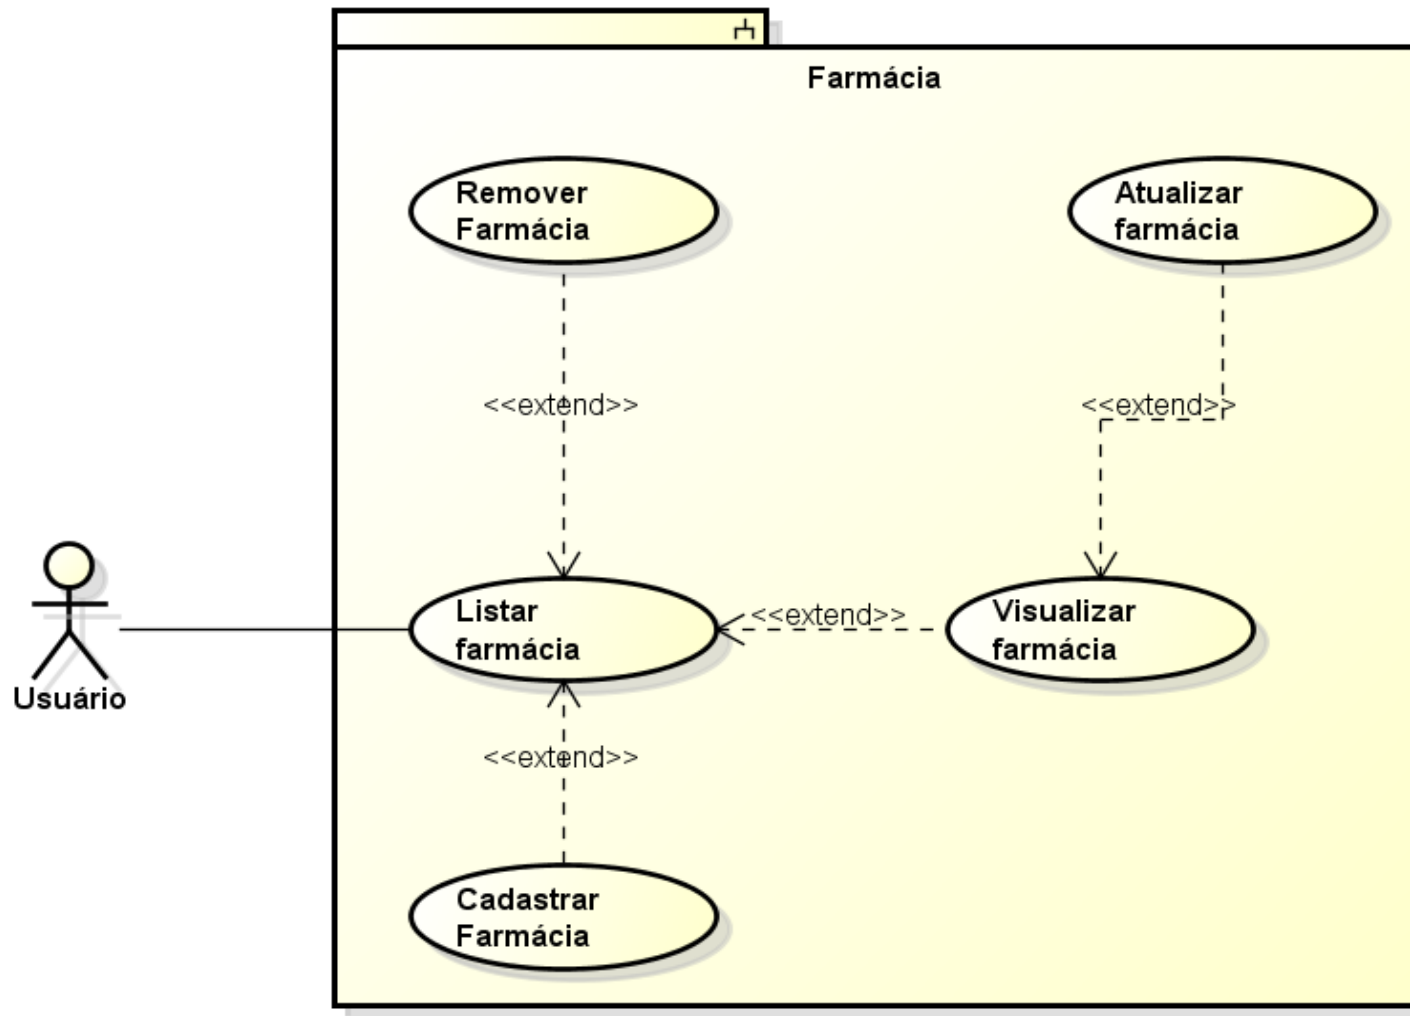 Farmácia
Remover
Farmácia
Atualizar
farmácia
<<extend>>
<<extend>>
Listar
farmácia
<<extend>>
Visualizar
farmácia
Usuário
<<extend>>
Cadastrar
Farmácia